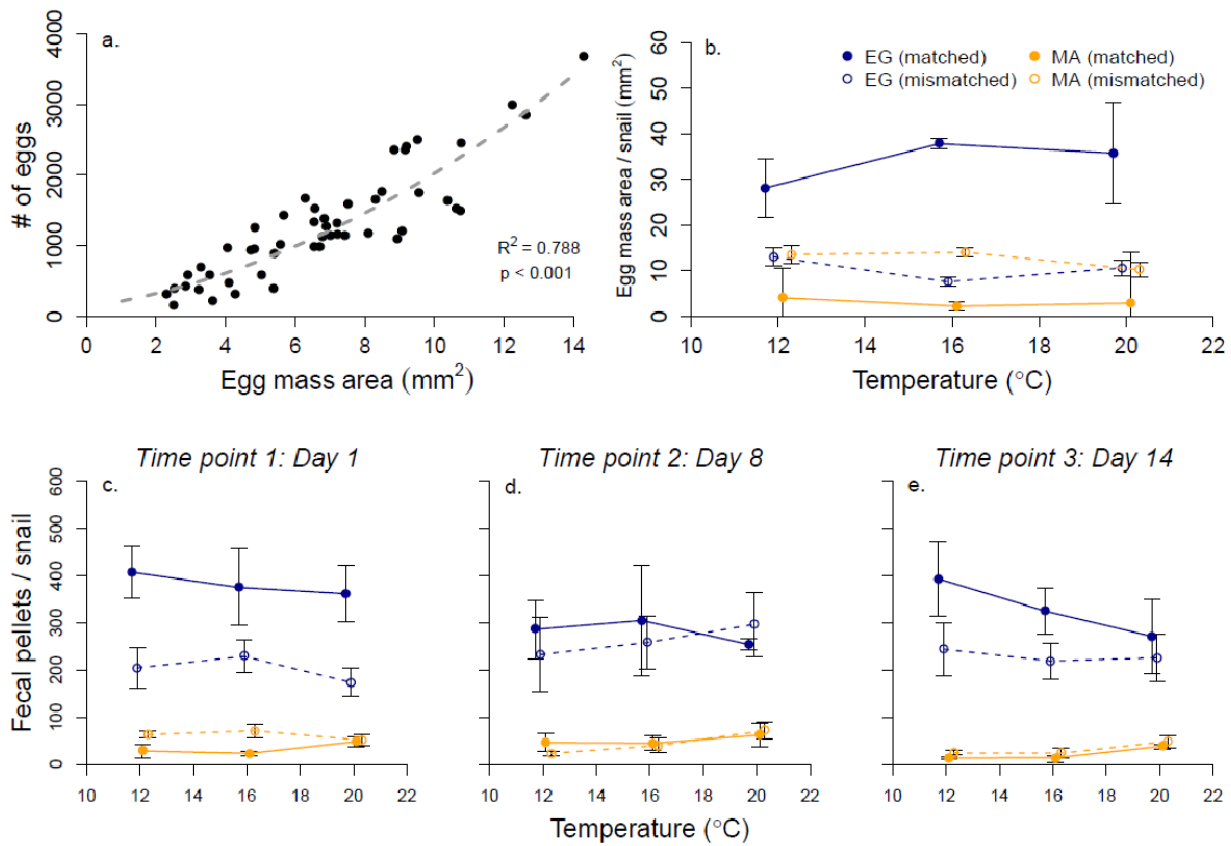 a.
# of eggs
4000
3000
2000
1000
0
R² = 0.788
p < 0.001
0 2 4 6 8 10 12 14
Egg mass area (mm²)
b.
Egg mass area / snail (mm²)
60
50
40
30
20
10
0
EG (matched) MA (matched)
EG (mismatched) MA (mismatched)
10 12 14 16 18 20 22
Temperature (°C)
Time point 1: Day 1 Time point 2: Day 8 Time point 3: Day 14
c. d. e.
Fecal pellets / snail
600
500
400
300
200
100
0
10 12 14 16 18 20 22 10 12 14 16 18 20 22 10 12 14 16 18 20 22
Temperature (°C)